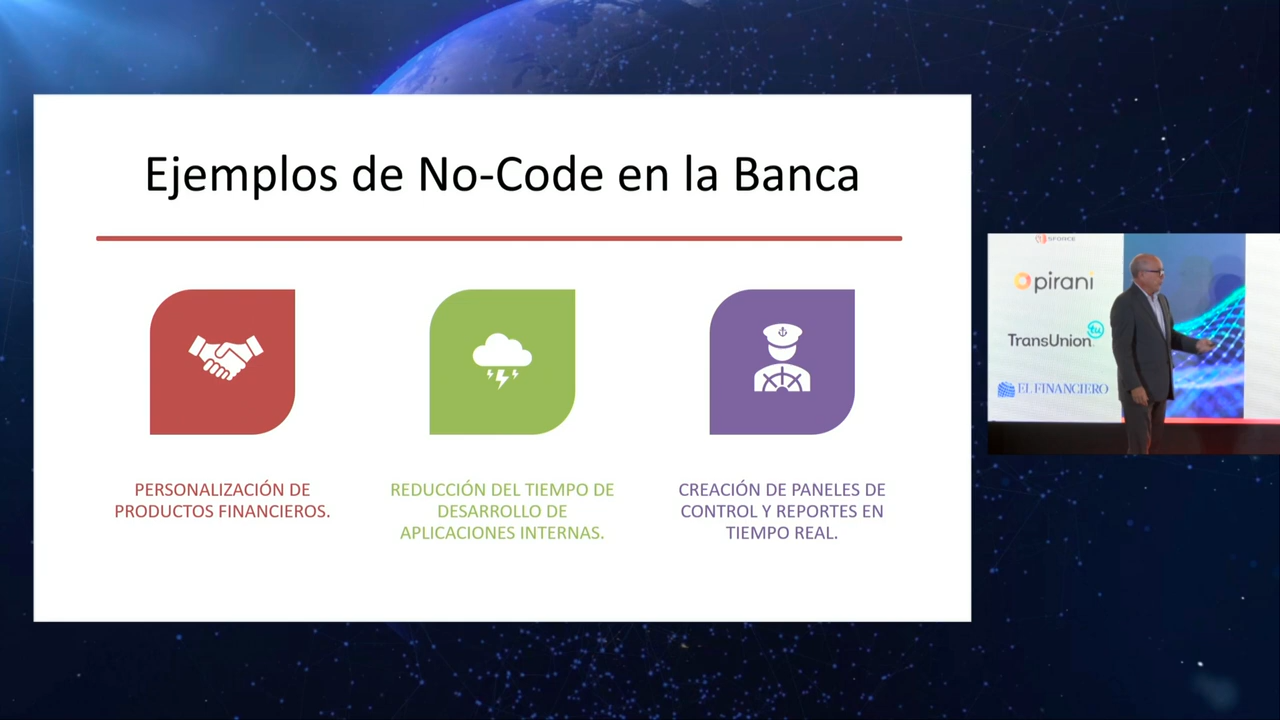 Ejemplos de No-Code en la Banca
PERSONALIZACIÓN DE
PRODUCTOS FINANCIEROS.
REDUCCIÓN DEL TIEMPO DE
DESARROLLO DE
APLICACIONES INTERNAS.
CREACIÓN DE PANELES DE
CONTROL Y REPORTES EN
TIEMPO REAL.
pirani
tu
TransUnion
EL FINANCIERO